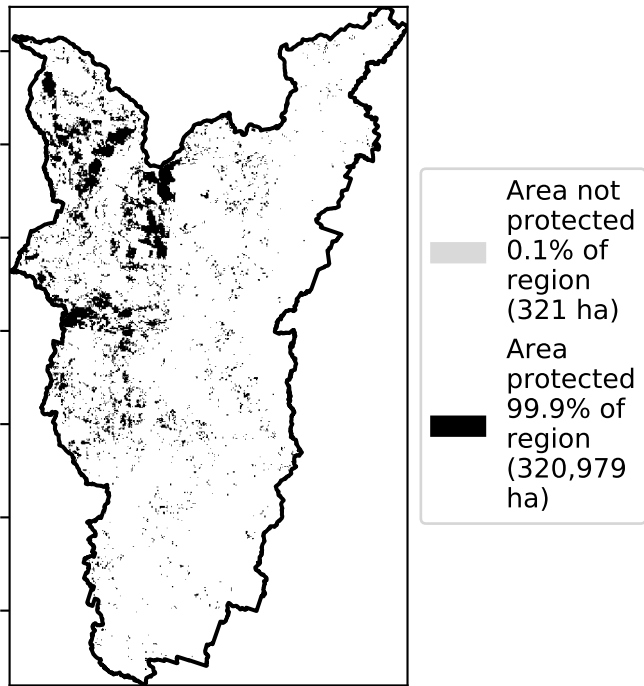 Area not
protected
0.1% of
region
(321 ha)
Area
protected
99.9% of
region
(320,979
ha)